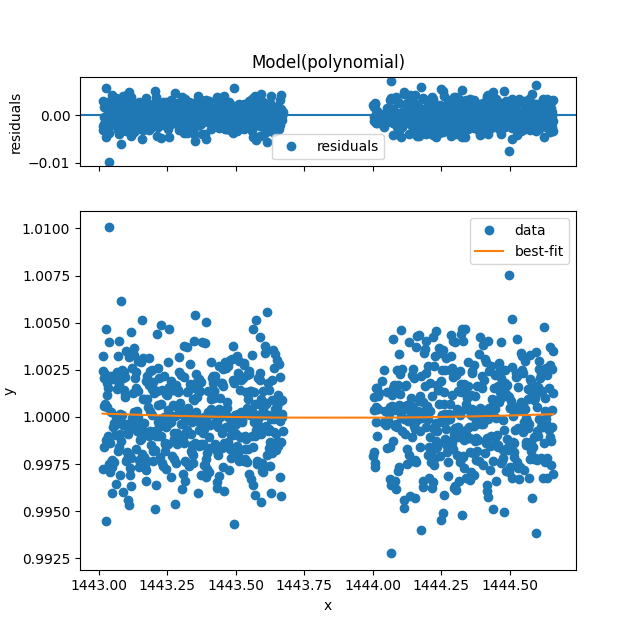 Model(polynomial)
residuals
0.00
−0.01
residuals
y
1.0100
1.0075
1.0050
1.0025
1.0000
0.9975
0.9950
0.9925
data
best-fit
1443.00 1443.25 1443.50 1443.75 1444.00 1444.25 1444.50
x